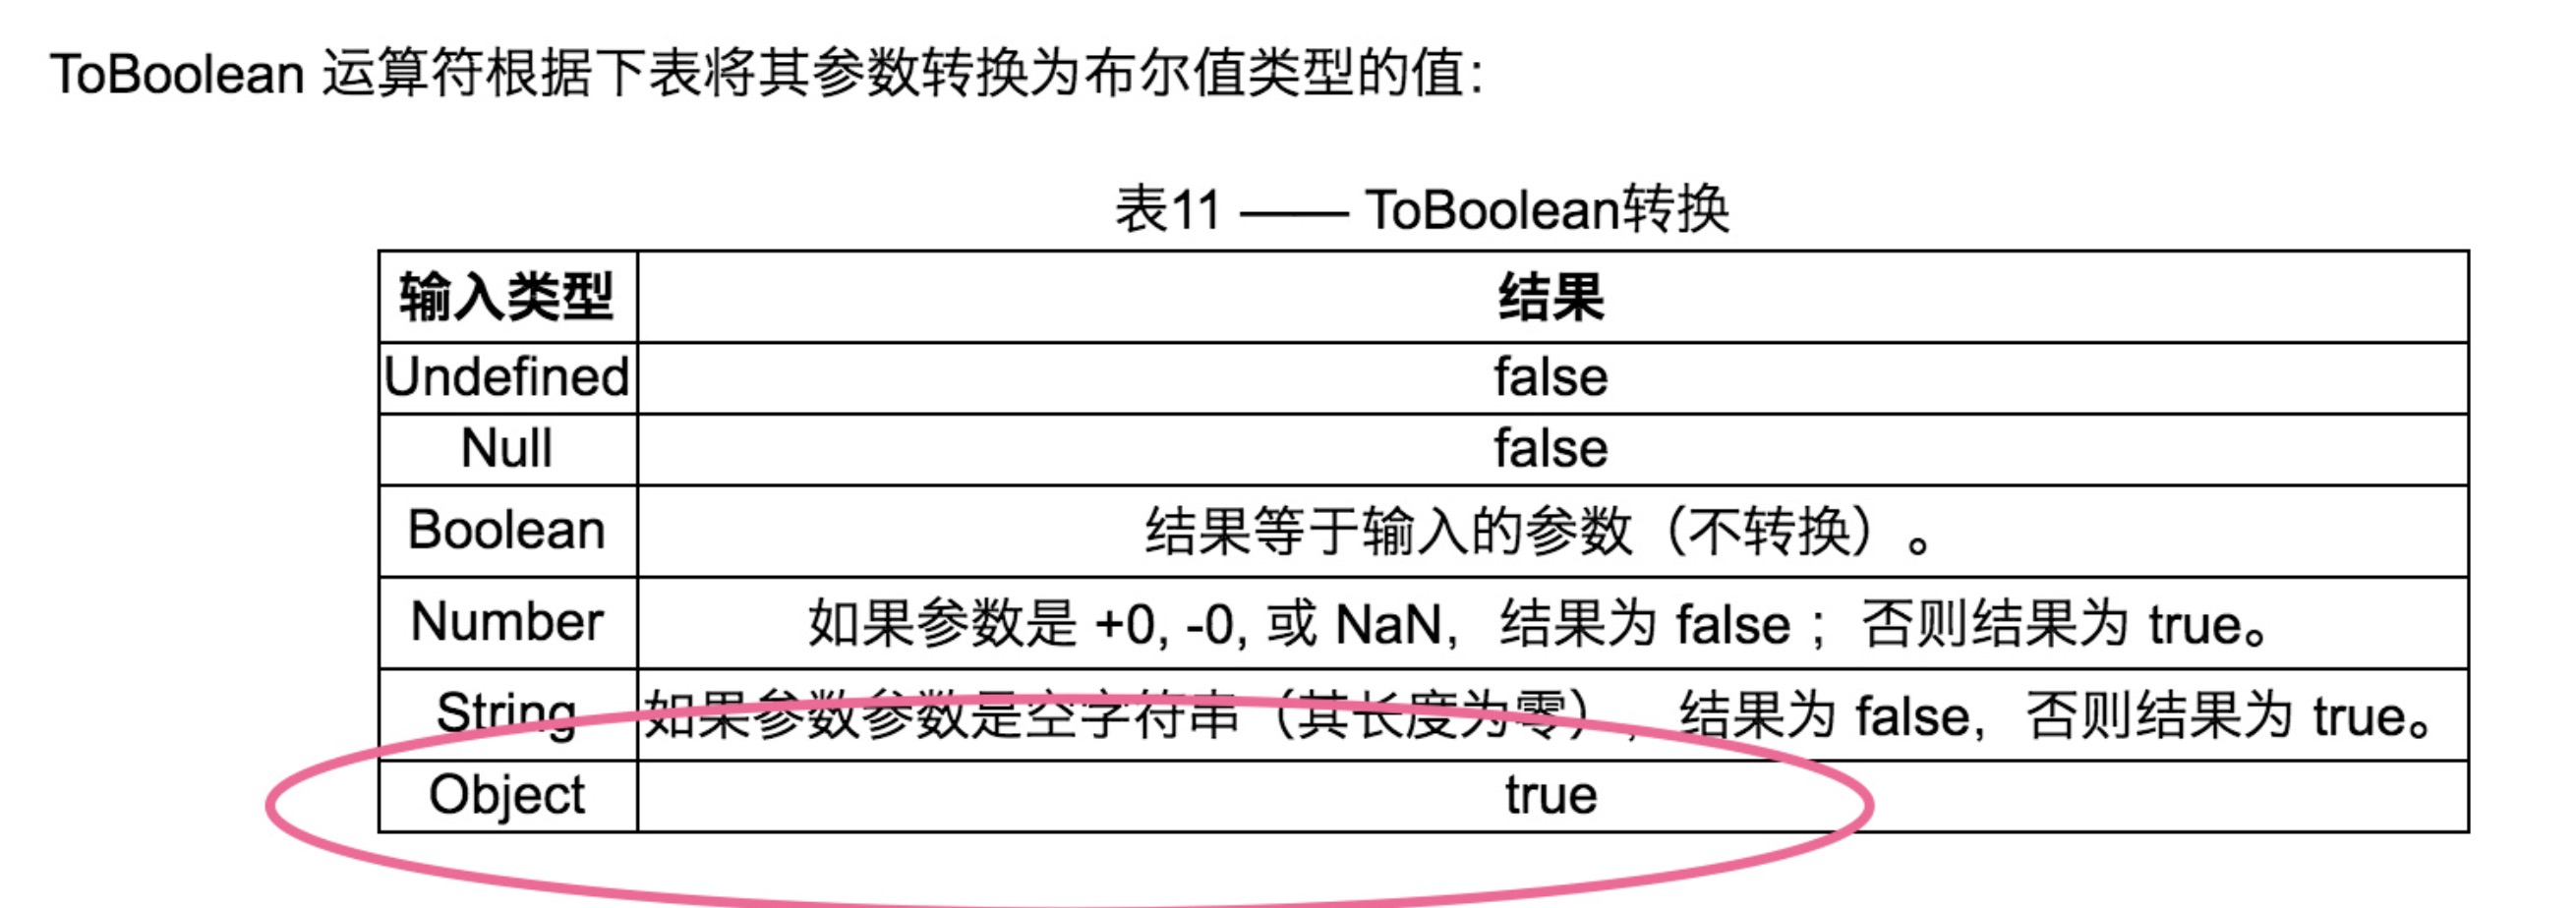 ToBoolean 运算符根据下表将其参数转换为布尔值类型的值：
表11 —— ToBoolean转换
输入类型 结果
Undefined false
Null false
Boolean 结果等于输入的参数（不转换）。
Number 如果参数是 +0, -0, 或 NaN，结果为 false ；否则结果为 true。
String 如果参数参数是空字符串（其长度为零），结果为 false，否则结果为 true。
Object true